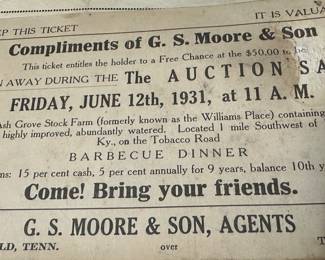 EP THIS TICKET IT IS VALUA
Compliments of G. S. Moore & Son
This ticket entitles the holder to a Free Chance at the $50.00 to be
N AWAY DURING THE The AUCTION SA
FRIDAY, JUNE 12th, 1931, at 11 A. M.
Ash Grove Stock Farm (formerly known as the Williams Place) containing
highly improved, abundantly watered. Located 1 mile Southwest of
Ky., on the Tobacco Road
BARBECUE DINNER
ms: 15 per cent cash, 5 per cent annually for 9 years, balance 10th y
Come! Bring your friends.
G. S. MOORE & SON, AGENTS
LD, TENN. over T